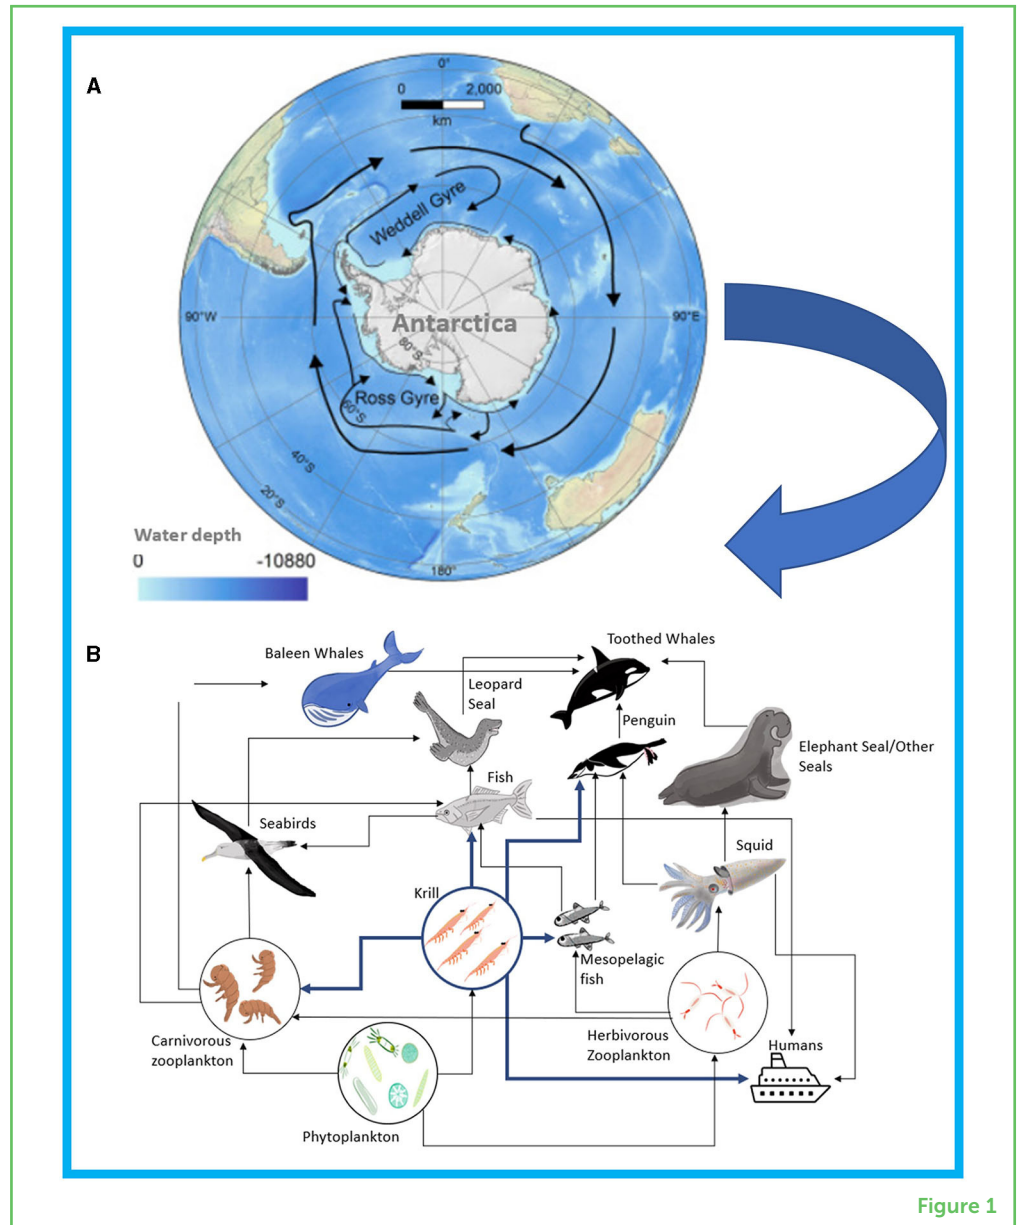 A
0°
0 2,000
km
Weddell Gyre
90°W
90°E
Antarctica
80°S
Ross Gyre
60°S
40°S
20°S
180°
Water depth
0 -10880
B
Toothed Whales
Baleen Whales
Leopard
Seal
Penguin
Elephant Seal/Other
Seals
Fish
Seabirds
Squid
Krill
Mesopelagic
fish
Carnivorous
zooplankton
Herbivorous
Zooplankton
Humans
Phytoplankton
Figure 1